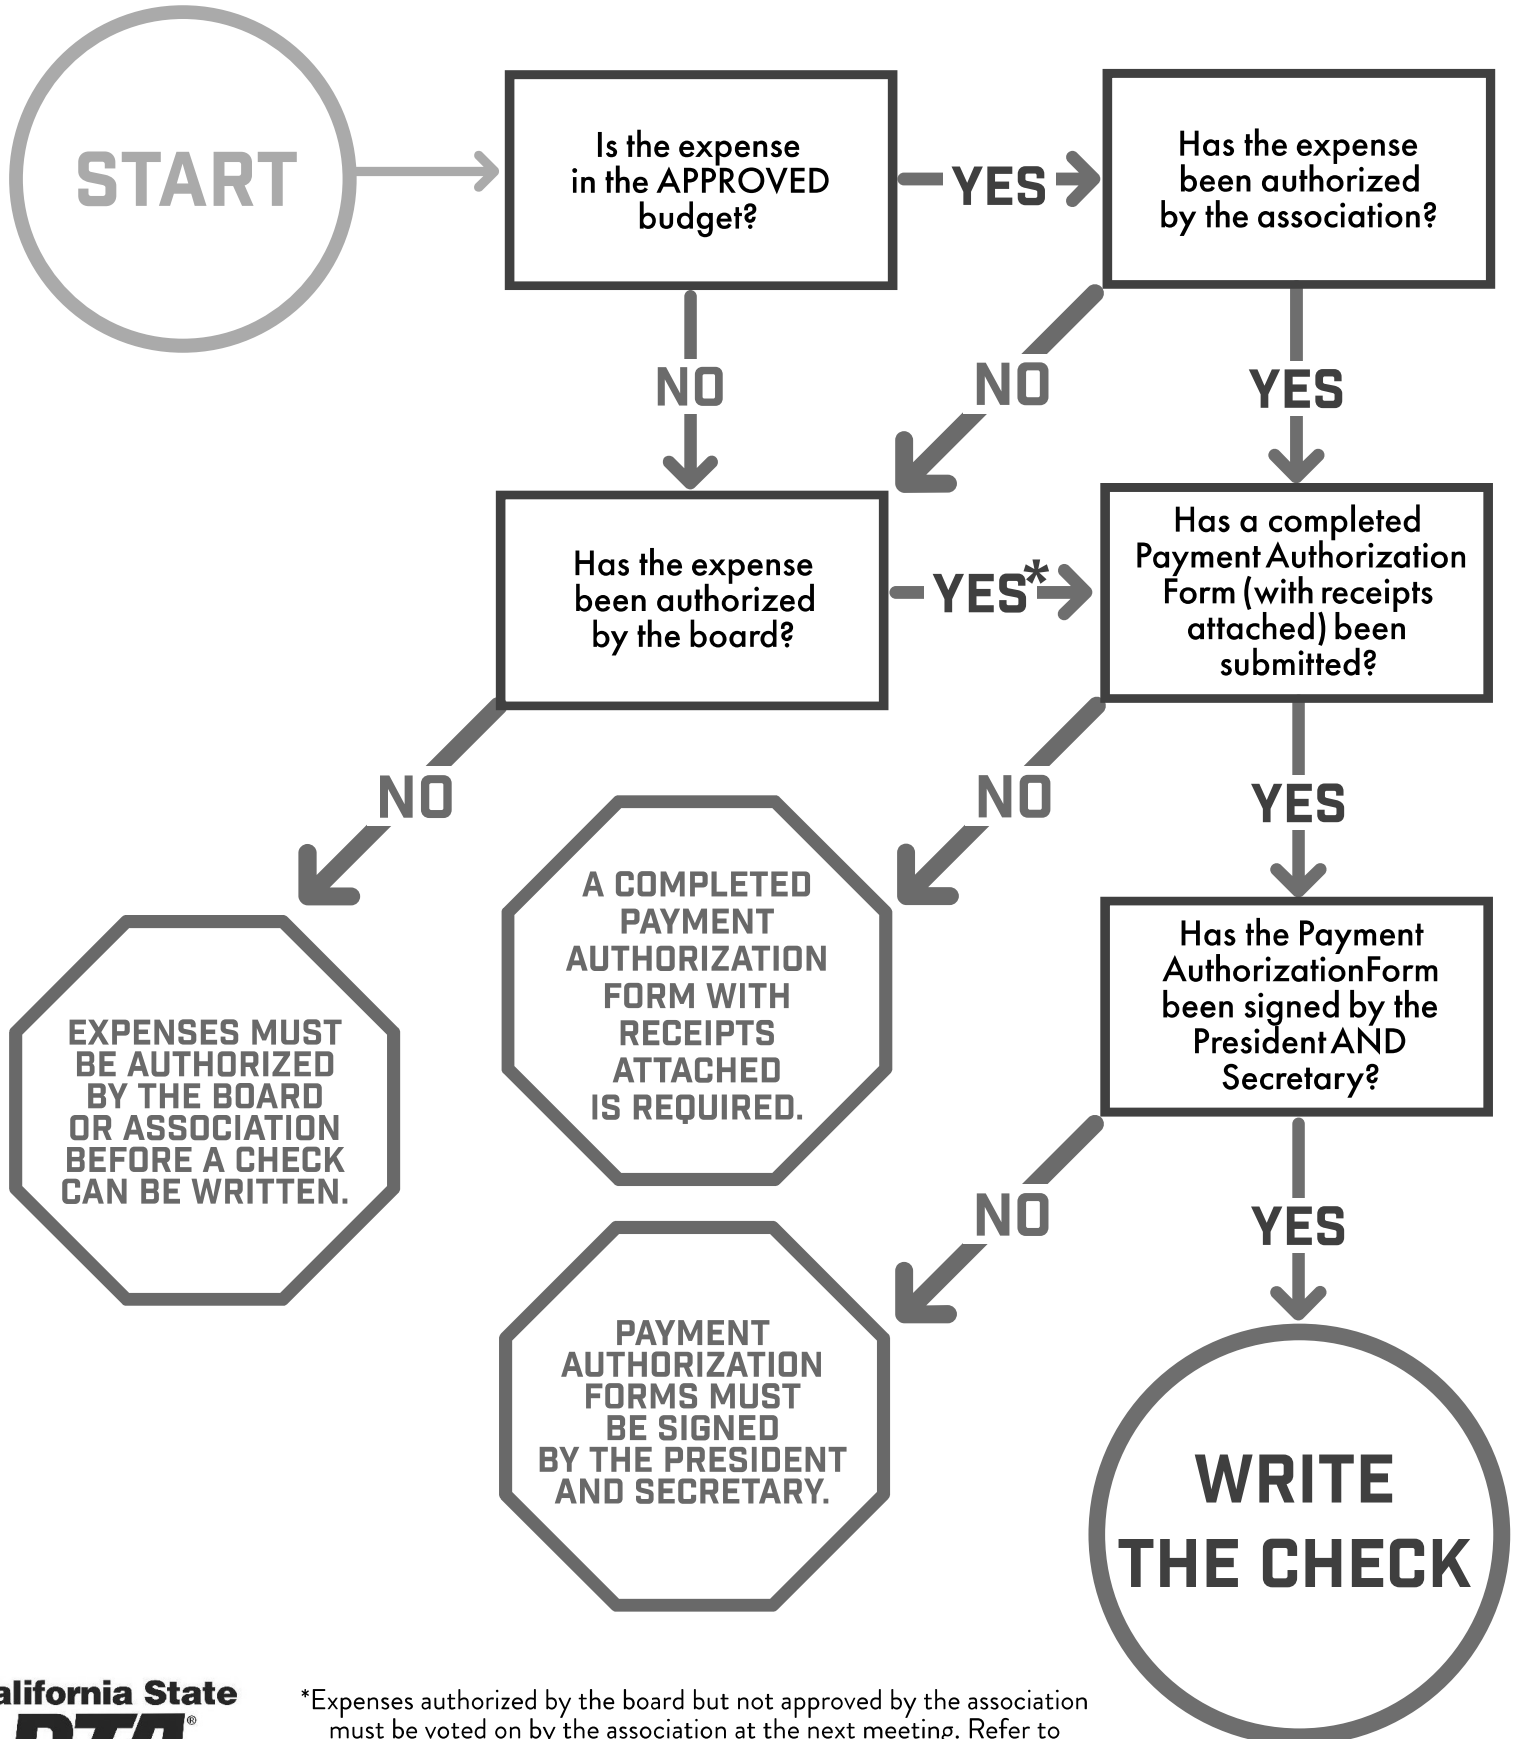 START
Is the expense
in the APPROVED
budget?
YES
Has the expense
been authorized
by the association?
NO
NO
YES
Has the expense
been authorized
by the board?
YES*
Has a completed
Payment Authorization
Form (with receipts
attached) been
submitted?
NO
NO
YES
EXPENSES MUST
BE AUTHORIZED
BY THE BOARD
OR ASSOCIATION
BEFORE A CHECK
CAN BE WRITTEN.
A COMPLETED
PAYMENT
AUTHORIZATION
FORM WITH
RECEIPTS
ATTACHED
IS REQUIRED.
Has the Payment
AuthorizationForm
been signed by the
President AND
Secretary?
NO
YES
PAYMENT
AUTHORIZATION
FORMS MUST
BE SIGNED
BY THE PRESIDENT
AND SECRETARY.
WRITE
THE CHECK
alifornia State
PTA®
*Expenses authorized by the board but not approved by the association
must be voted on by the association at the next meeting. Refer to